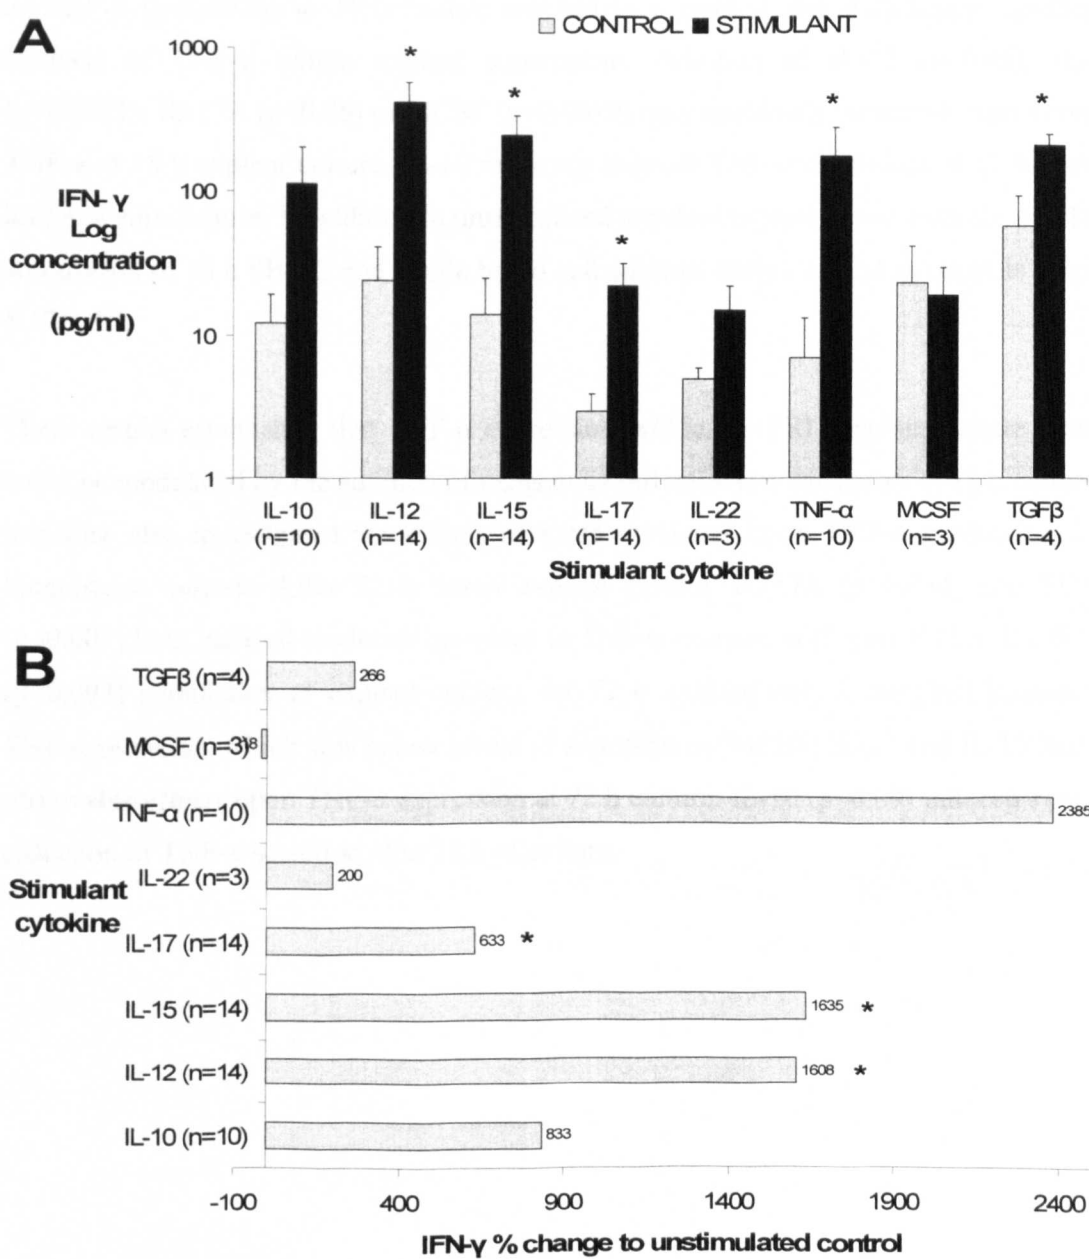 A
CONTROL STIMULANT
1000
100
10
1
IFN- γ
Log
concentration
(pg/ml)
* * * * * *
IL-10 IL-12 IL-15 IL-17 IL-22 TNF-α MCSF TGFβ
(n=10) (n=14) (n=14) (n=14) (n=3) (n=10) (n=3) (n=4)
Stimulant cytokine
B
TGFβ (n=4) 266
MCSF (n=3) 8
TNF-α (n=10) 2385
IL-22 (n=3) 200
Stimulant
cytokine
IL-17 (n=14) 633 *
IL-15 (n=14) 1635 *
IL-12 (n=14) 1608 *
IL-10 (n=10) 833
-100 400 900 1400 1900 2400
IFN-γ % change to unstimulated control